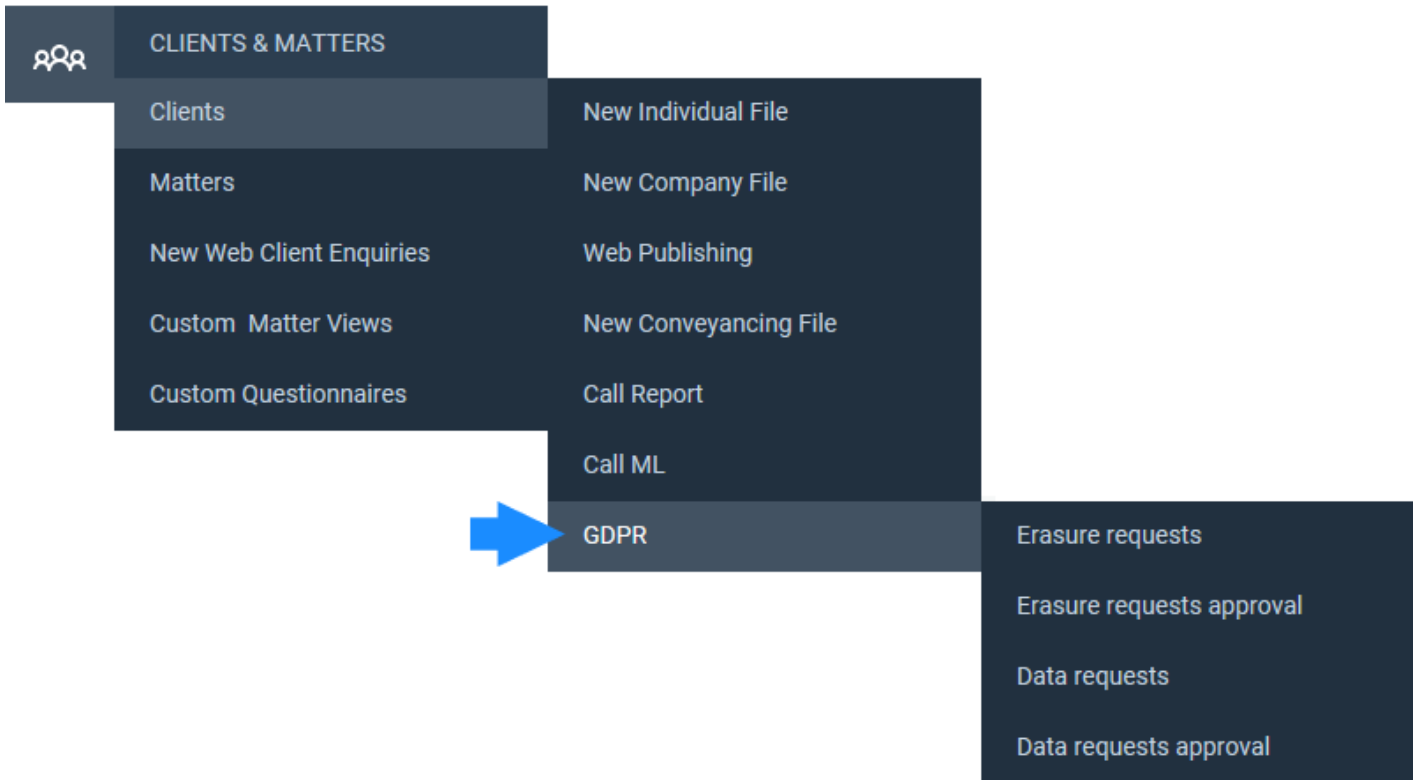 CLIENTS & MATTERS
Clients
Matters
New Web Client Enquiries
Custom  Matter Views
Custom Questionnaires
New Individual File
New Company File
Web Publishing
New Conveyancing File
Call Report
Call ML
GDPR
Erasure requests
Erasure requests approval
Data requests
Data requests approval